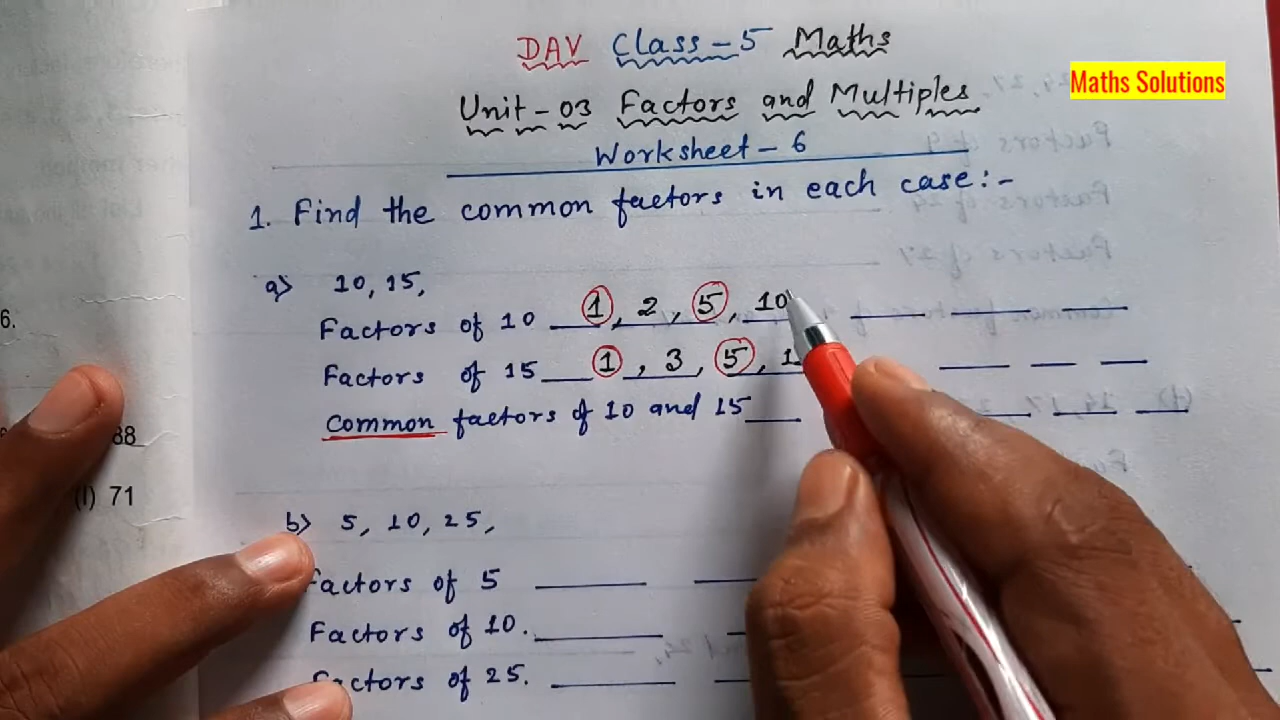 DAV Class-5 Maths
Maths Solutions
Unit-03 Factors and Multiples
Worksheet-6
1. Find the common factors in each case:-
a) 10, 15,
Factors of 10 1, 2, 5, 10
6.
Factors of 15 1, 3, 5, 1
common factors of 10 and 15
88
(l) 71
b) 5, 10, 25,
Factors of 5
Factors of 10.
Factors of 25.